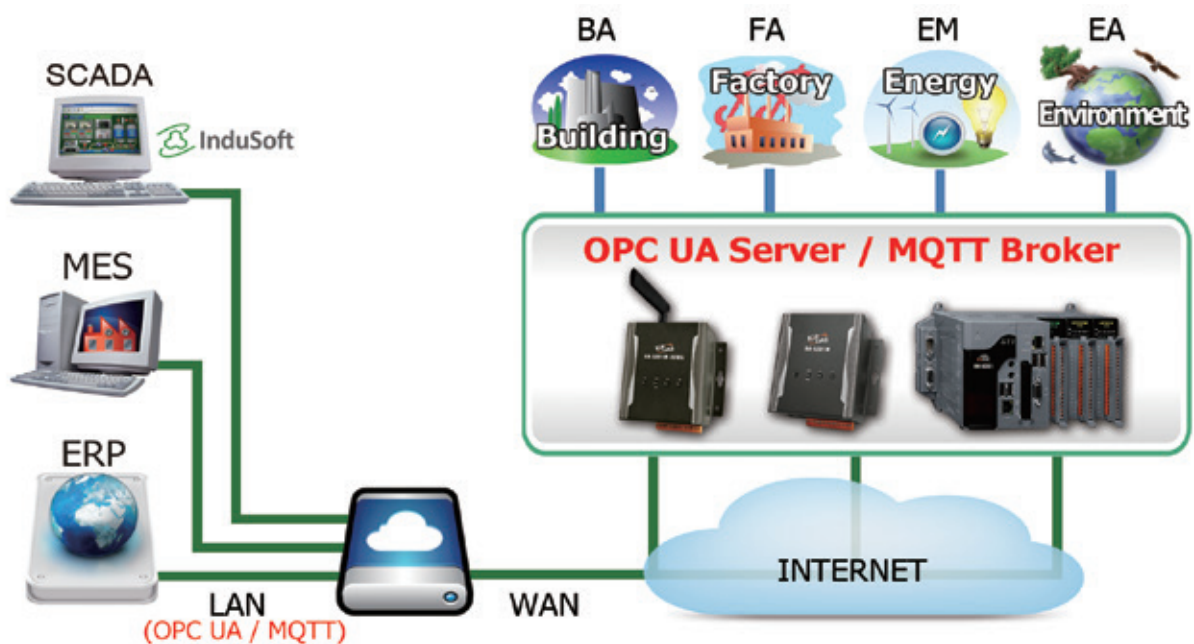 SCADA
InduSoft
MES
ERP
LAN
(OPC UA / MQTT)
WAN
INTERNET
BA
FA
EM
EA
Building
Factory
Energy
Environment
OPC UA Server / MQTT Broker